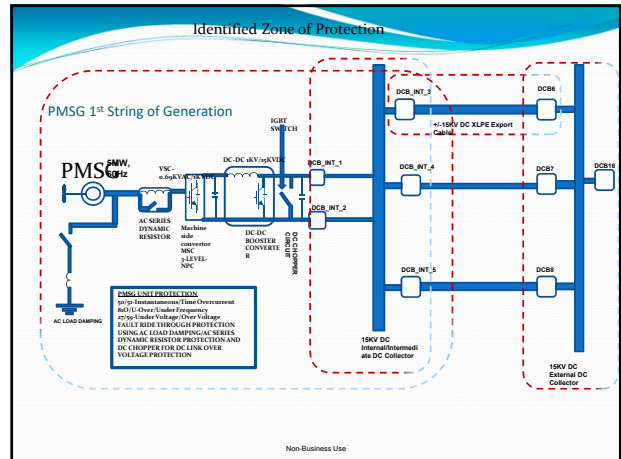 Identified Zone of Protection
PMSG 1st String of Generation
IGBT
SWITCH
DCB_INT_3
DCB6
+/-15KV DC XLPE Export
Cable
PMSG
5MW,
60Hz
VSC-
0.69KVAC/1KVDC
DC-DC 1KV/15KVDC
DCB_INT_1
DCB_INT_4
DCB7
DCB16
DCB_INT_2
AC SERIES
DYNAMIC
RESISTOR
Machine
side
convertor
MSC
3-LEVEL-
NPC
DC-DC
BOOSTER
CONVERTE
R
DC CHOPPER
CIRCUIT
DCB_INT_5
DCB8
PMSG UNIT PROTECTION
50/51-Instantaneous/Time Overcurrent
81O/U-Over/Under Frequency
27/59-Under Voltage/Over Voltage
FAULT RIDE THROUGH PROTECTION
USING AC LOAD DAMPING/AC SERIES
DYNAMIC RESISTOR PROTECTION AND
DC CHOPPER FOR DC LINK OVER
VOLTAGE PROTECTION
AC LOAD DAMPING
15KV DC
Internal/Intermedi
ate DC Collector
15KV DC
External DC
Collector
Non-Business Use